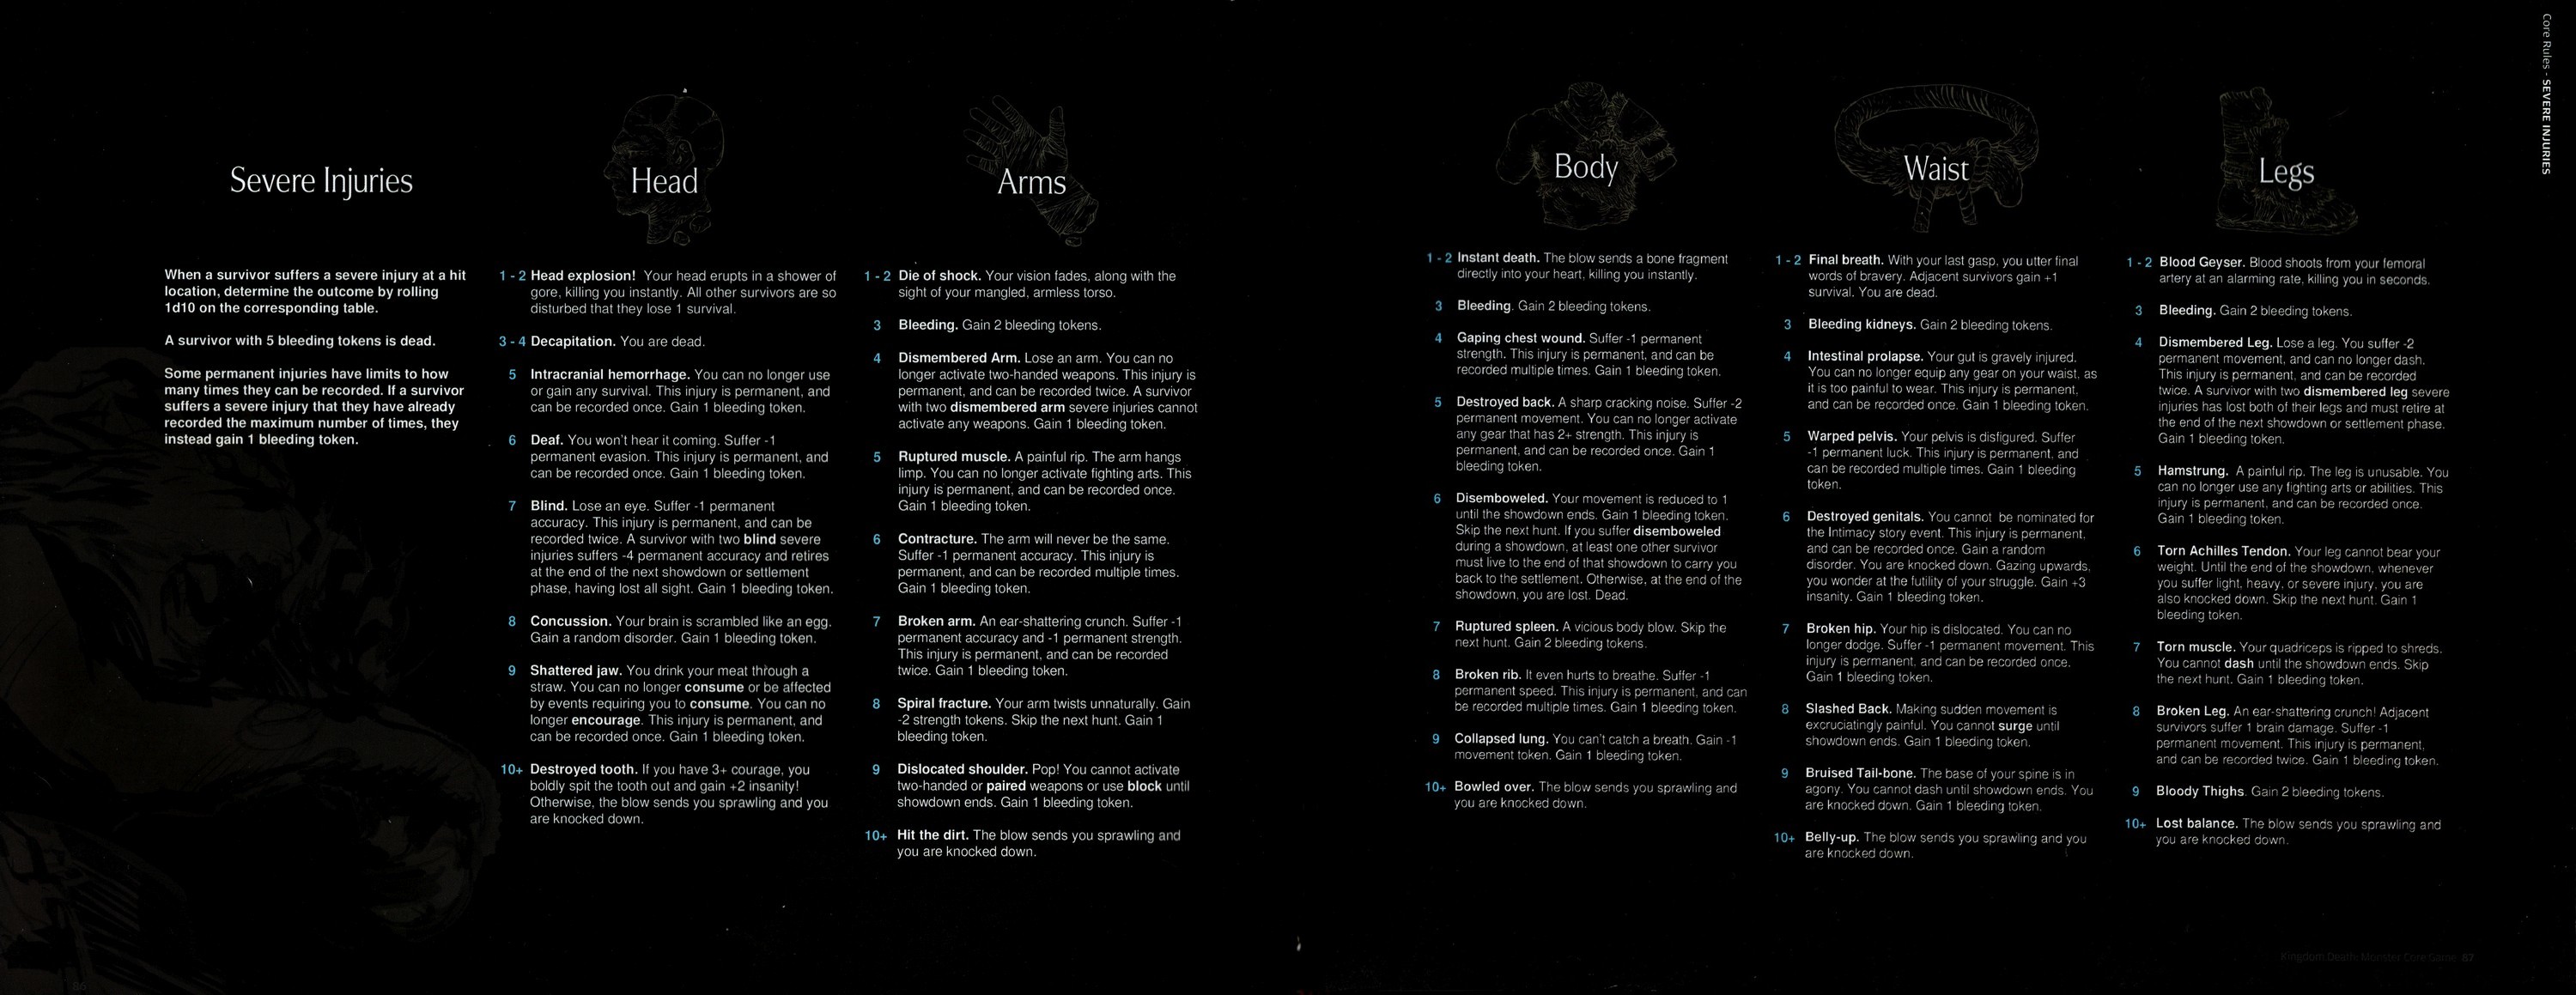 Severe Injuries
When a survivor suffers a severe injury at a hit
location, determine the outcome by rolling
1d10 on the corresponding table.
A survivor with 5 bleeding tokens is dead.
Some permanent injuries have limits to how
many times they can be recorded. If a survivor
suffers a severe injury that they have already
recorded the maximum number of times, they
instead gain 1 bleeding token.
86
Head
1 - 2 Head explosion! Your head erupts in a shower of
gore, killing you instantly. All other survivors are so
disturbed that they lose 1 survival.
3 - 4 Decapitation. You are dead.
5 Intracranial hemorrhage. You can no longer use
or gain any survival. This injury is permanent, and
can be recorded once. Gain 1 bleeding token.
6 Deaf. You won't hear it coming. Suffer -1
permanent evasion. This injury is permanent, and
can be recorded once. Gain 1 bleeding token.
7 Blind. Lose an eye. Suffer -1 permanent
accuracy. This injury is permanent, and can be
recorded twice. A survivor with two blind severe
injuries suffers -4 permanent accuracy and retires
at the end of the next showdown or settlement
phase, having lost all sight. Gain 1 bleeding token.
8 Concussion. Your brain is scrambled like an egg.
Gain a random disorder. Gain 1 bleeding token.
9 Shattered jaw. You drink your meat through a
straw. You can no longer consume or be affected
by events requiring you to consume. You can no
longer encourage. This injury is permanent, and
can be recorded once. Gain 1 bleeding token.
10+ Destroyed tooth. If you have 3+ courage, you
boldly spit the tooth out and gain +2 insanity!
Otherwise, the blow sends you sprawling and you
are knocked down.
Arms
1 - 2 Die of shock. Your vision fades, along with the
sight of your mangled, armless torso.
3 Bleeding. Gain 2 bleeding tokens.
4 Dismembered Arm. Lose an arm. You can no
longer activate two-handed weapons. This injury is
permanent, and can be recorded twice. A survivor
with two dismembered arm severe injuries cannot
activate any weapons. Gain 1 bleeding token.
5 Ruptured muscle. A painful rip. The arm hangs
limp. You can no longer activate fighting arts. This
injury is permanent, and can be recorded once.
Gain 1 bleeding token.
6 Contracture. The arm will never be the same.
Suffer -1 permanent accuracy. This injury is
permanent, and can be recorded multiple times.
Gain 1 bleeding token.
7 Broken arm. An ear-shattering crunch. Suffer -1
permanent accuracy and -1 permanent strength.
This injury is permanent, and can be recorded
twice. Gain 1 bleeding token.
8 Spiral fracture. Your arm twists unnaturally. Gain
-2 strength tokens. Skip the next hunt. Gain 1
bleeding token.
9 Dislocated shoulder. Pop! You cannot activate
two-handed or paired weapons or use block until
showdown ends. Gain 1 bleeding token.
10+ Hit the dirt. The blow sends you sprawling and
you are knocked down.
Body
1 - 2 Instant death. The blow sends a bone fragment
directly into your heart, killing you instantly.
3 Bleeding. Gain 2 bleeding tokens.
4 Gaping chest wound. Suffer -1 permanent
strength. This injury is permanent, and can be
recorded multiple times. Gain 1 bleeding token.
5 Destroyed back. A sharp cracking noise. Suffer -2
permanent movement. You can no longer activate
any gear that has 2+ strength. This injury is
permanent, and can be recorded once. Gain 1
bleeding token.
6 Disemboweled. Your movement is reduced to 1
until the showdown ends. Gain 1 bleeding token.
Skip the next hunt. If you suffer disemboweled
during a showdown, at least one other survivor
must live to the end of that showdown to carry you
back to the settlement. Otherwise, at the end of the
showdown, you are lost. Dead.
7 Ruptured spleen. A vicious body blow. Skip the
next hunt. Gain 2 bleeding tokens.
8 Broken rib. It even hurts to breathe. Suffer -1
permanent speed. This injury is permanent, and can
be recorded multiple times. Gain 1 bleeding token.
9 Collapsed lung. You can't catch a breath. Gain -1
movement token. Gain 1 bleeding token.
10+ Bowled over. The blow sends you sprawling and
you are knocked down.
Waist
1 - 2 Final breath. With your last gasp, you utter final
words of bravery. Adjacent survivors gain +1
survival. You are dead.
3 Bleeding kidneys. Gain 2 bleeding tokens.
4 Intestinal prolapse. Your gut is gravely injured.
You can no longer equip any gear on your waist, as
it is too painful to wear. This injury is permanent,
and can be recorded once. Gain 1 bleeding token.
5 Warped pelvis. Your pelvis is disfigured. Suffer
-1 permanent luck. This injury is permanent, and
can be recorded multiple times. Gain 1 bleeding
token.
6 Destroyed genitals. You cannot be nominated for
the Intimacy story event. This injury is permanent,
and can be recorded once. Gain a random
disorder. You are knocked down. Gazing upwards,
you wonder at the futility of your struggle. Gain +3
insanity. Gain 1 bleeding token.
7 Broken hip. Your hip is dislocated. You can no
longer dodge. Suffer -1 permanent movement. This
injury is permanent, and can be recorded once.
Gain 1 bleeding token.
8 Slashed Back. Making sudden movement is
excruciatingly painful. You cannot surge until
showdown ends. Gain 1 bleeding token.
9 Bruised Tail-bone. The base of your spine is in
agony. You cannot dash until showdown ends. You
are knocked down. Gain 1 bleeding token.
10+ Belly-up. The blow sends you sprawling and you
are knocked down.
Legs
1 - 2 Blood Geyser. Blood shoots from your femoral
artery at an alarming rate, killing you in seconds.
3 Bleeding. Gain 2 bleeding tokens.
4 Dismembered Leg. Lose a leg. You suffer -2
permanent movement, and can no longer dash.
This injury is permanent, and can be recorded
twice. A survivor with two dismembered leg severe
injuries has lost both of their legs and must retire at
the end of the next showdown or settlement phase.
Gain 1 bleeding token.
5 Hamstrung. A painful rip. The leg is unusable. You
can no longer use any fighting arts or abilities. This
injury is permanent, and can be recorded once.
Gain 1 bleeding token.
6 Torn Achilles Tendon. Your leg cannot bear your
weight. Until the end of the showdown, whenever
you suffer light, heavy, or severe injury, you are
also knocked down. Skip the next hunt. Gain 1
bleeding token.
7 Torn muscle. Your quadriceps is ripped to shreds.
You cannot dash until the showdown ends. Skip
the next hunt. Gain 1 bleeding token.
8 Broken Leg. An ear-shattering crunch! Adjacent
survivors suffer 1 brain damage. Suffer -1
permanent movement. This injury is permanent,
and can be recorded twice. Gain 1 bleeding token.
9 Bloody Thighs. Gain 2 bleeding tokens.
10+ Lost balance. The blow sends you sprawling and
you are knocked down.
Core Rules - SEVERE INJURIES
Kingdom Death: Monster Core Game 87